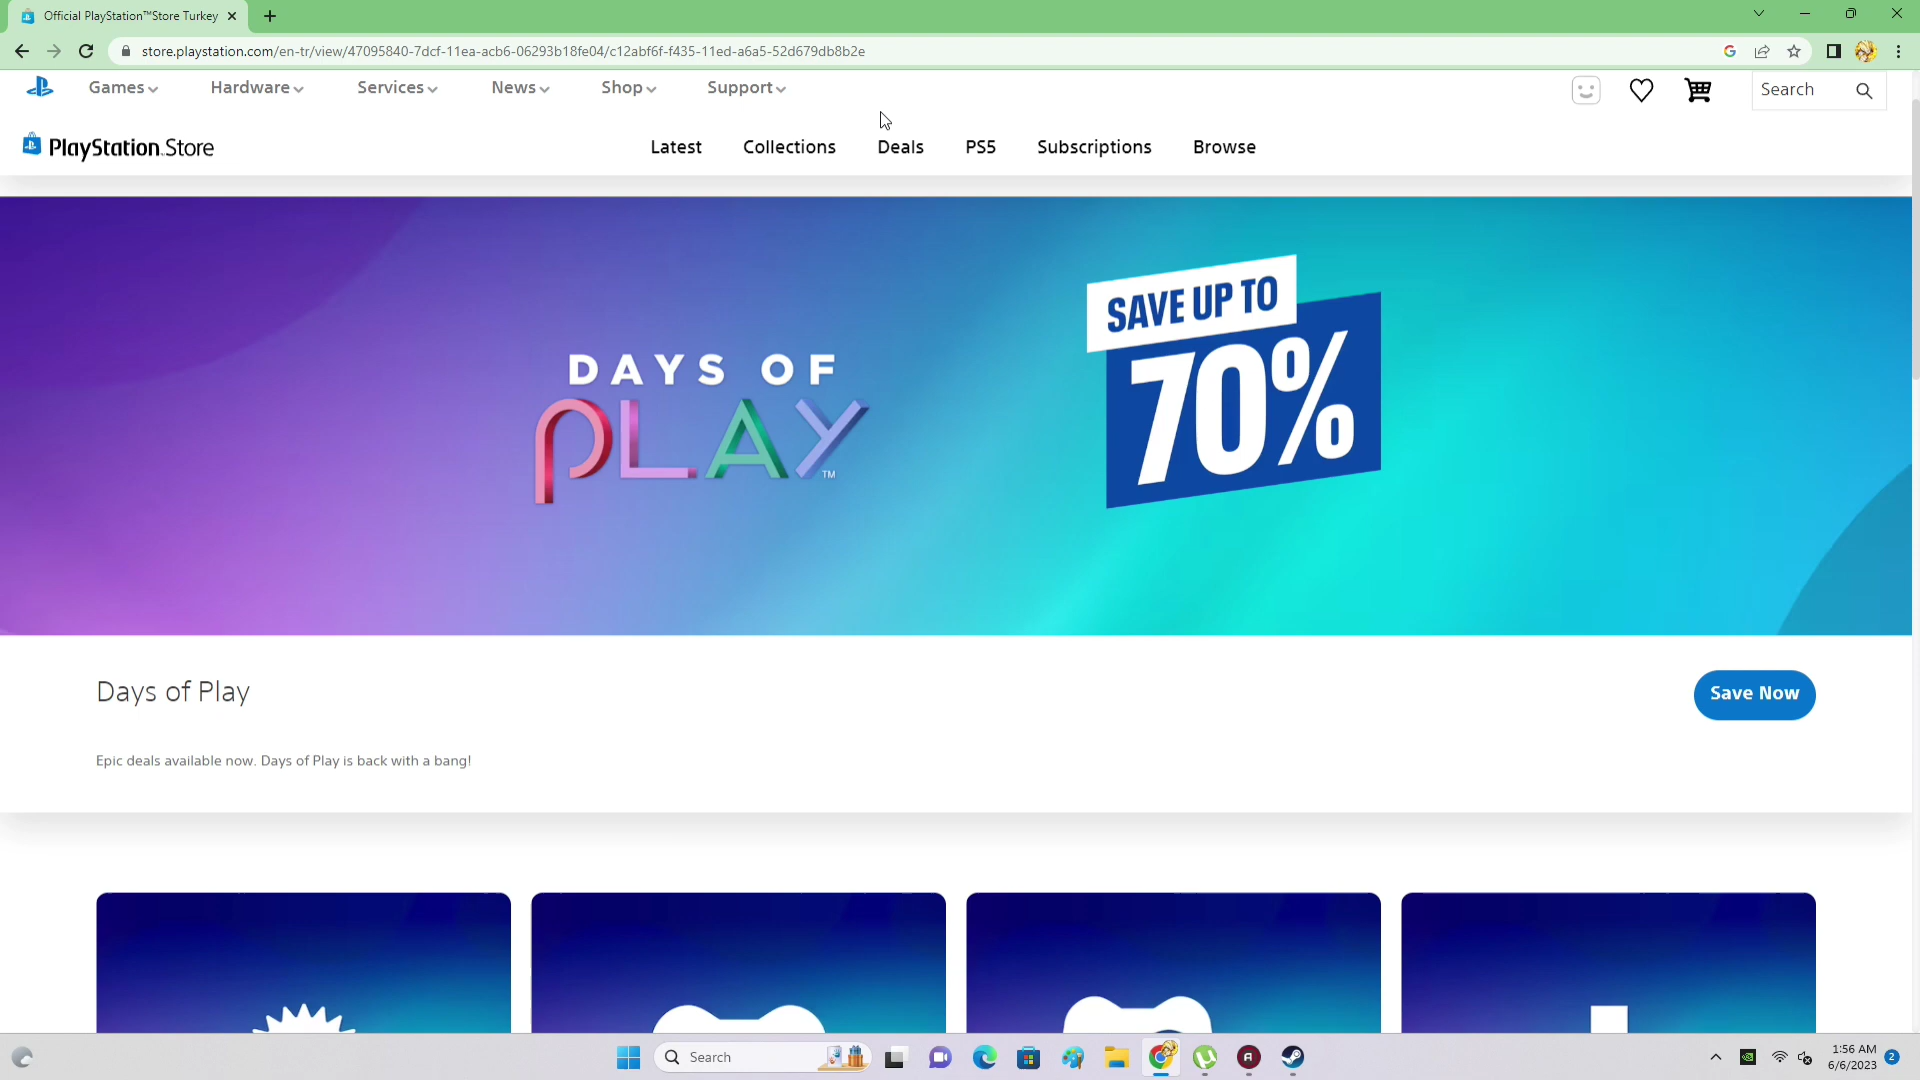 Official PlayStation™Store Turkey
store.playstation.com/en-tr/view/47095840-7dcf-11ea-acb6-06293b18fe04/c12abf6f-f435-11ed-a6a5-52d679db8b2e
Games Hardware Services News Shop Support Search
PlayStation Store Latest Collections Deals PS5 Subscriptions Browse
SAVE UP TO
70%
DAYS OF
PLAY™
Days of Play
Save Now
Epic deals available now. Days of Play is back with a bang!
Search
1:56 AM
6/6/2023
2